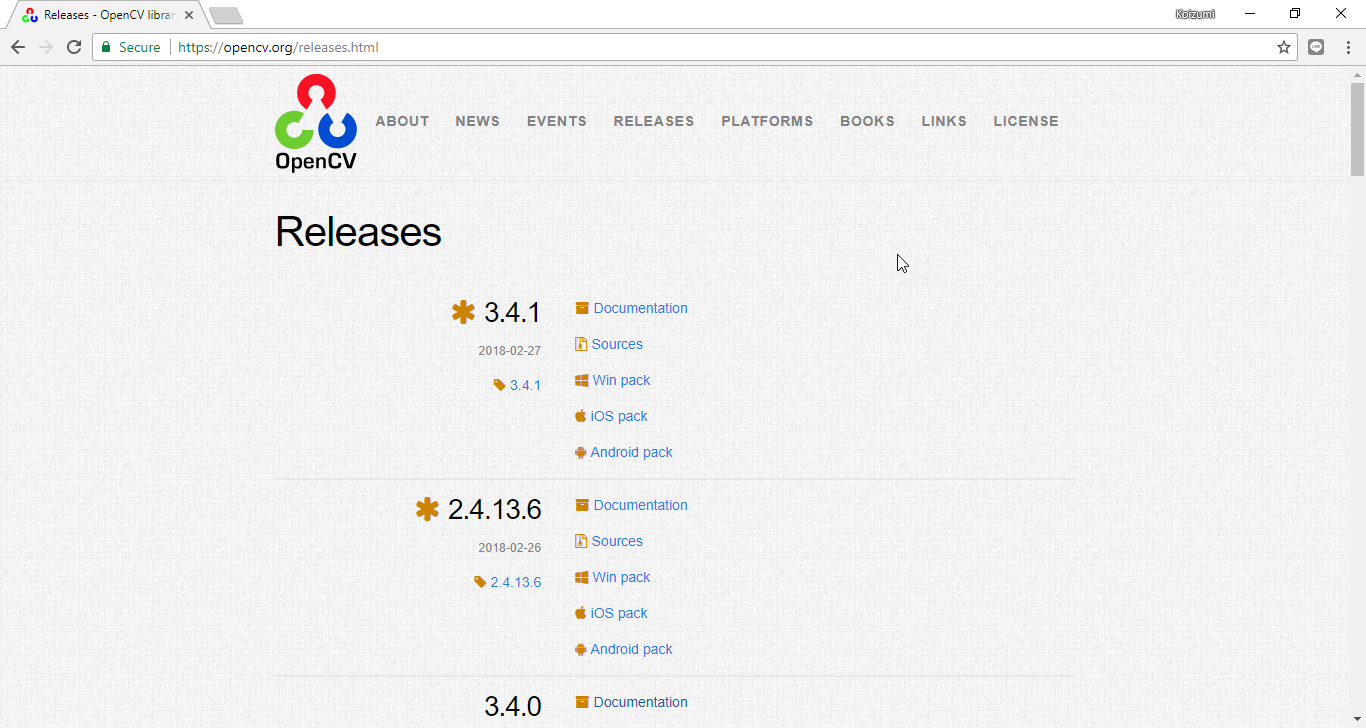 Releases - OpenCV librar
Koizumi
Secure
https://opencv.org/releases.html
OpenCV
ABOUT NEWS EVENTS RELEASES PLATFORMS BOOKS LINKS LICENSE
Releases
3.4.1
2018-02-27
3.4.1
Documentation
Sources
Win pack
iOS pack
Android pack
2.4.13.6
2018-02-26
2.4.13.6
Documentation
Sources
Win pack
iOS pack
Android pack
3.4.0
Documentation